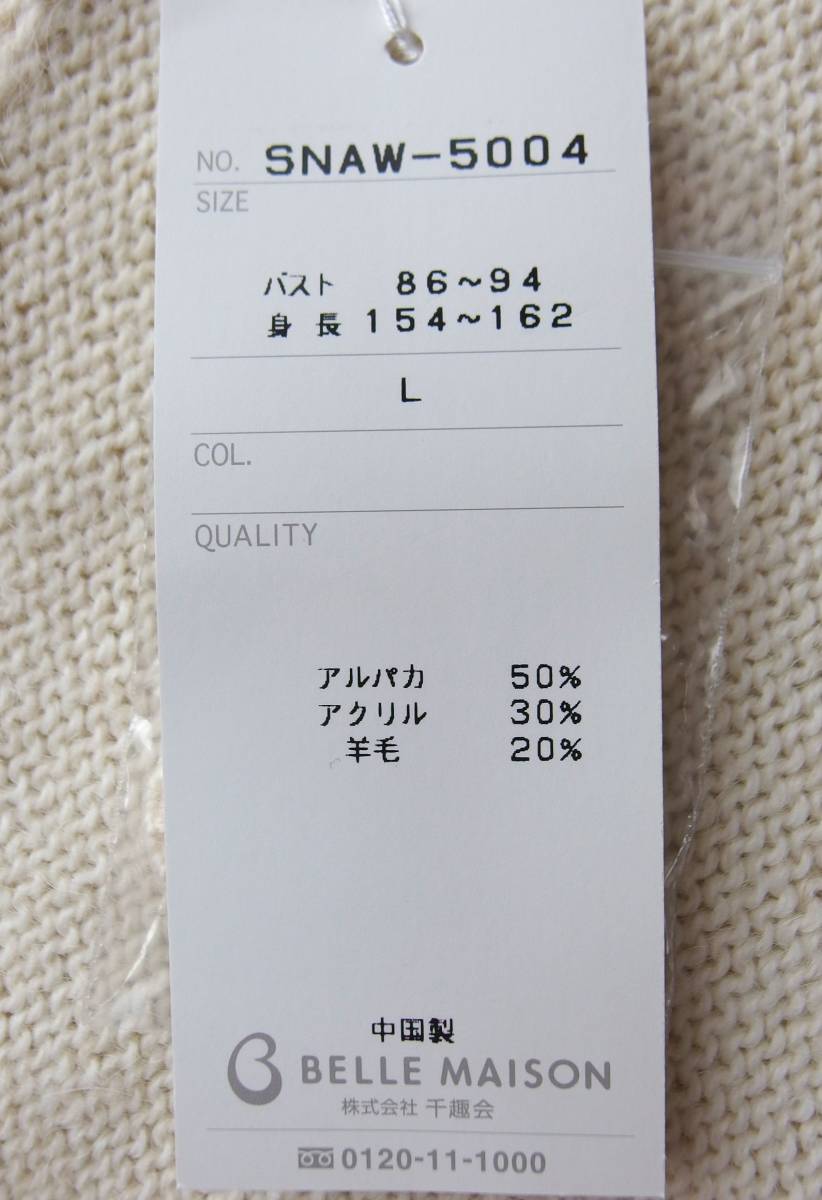 NO. SNAW-5004
SIZE
バスト 86~94
身長 154~162
L
COL.
QUALITY
アルパカ 50%
アクリル 30%
羊毛 20%
中国製
BELLE MAISON
株式会社 千趣会
0120-11-1000